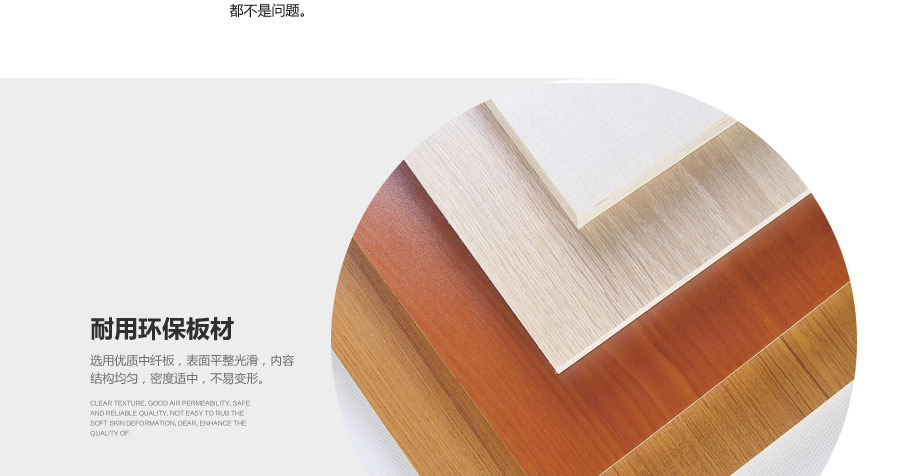 都不是问题。
耐用环保板材
选用优质中纤板，表面平整光滑，内容
结构均匀，密度适中，不易变形。
CLEAR TEXTURE, GOOD AIR PERMEABILITY, SAFE
AND RELIABLE QUALITY, NOT EASY TO RUB THE
SOFT SKIN DEFORMATION, DEAR, ENHANCE THE
QUALITY OF.